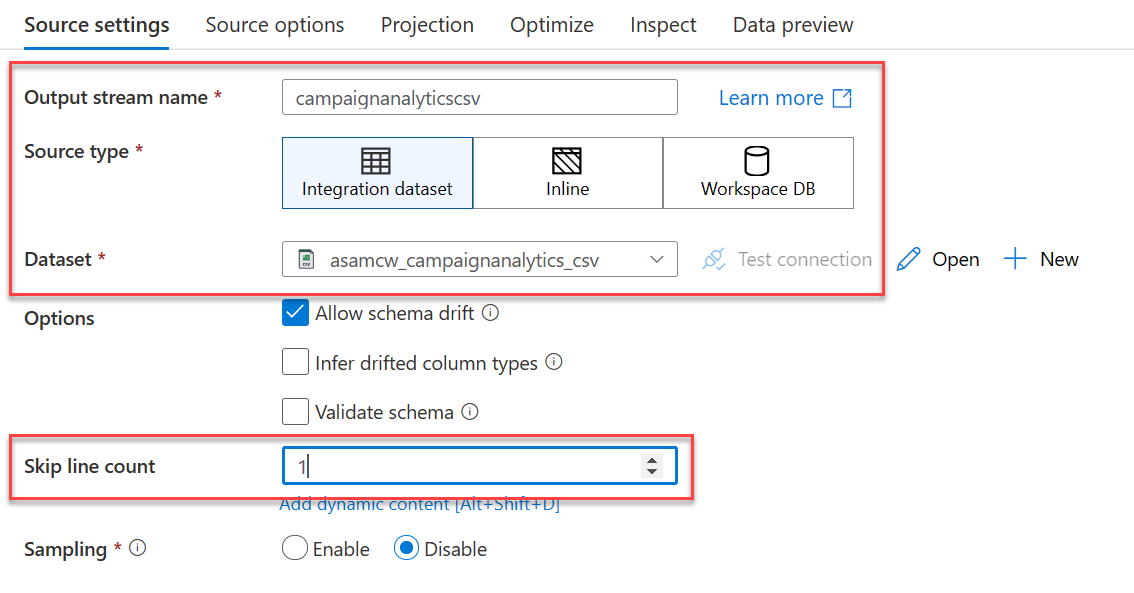 Source settings Source options Projection Optimize Inspect Data preview
Output stream name * campaignanalyticscsv Learn more
Source type *
Integration dataset Inline Workspace DB
Dataset * asamcw_campaignanalytics_csv Test connection Open New
Options Allow schema drift
Infer drifted column types
Validate schema
Skip line count 1
Add dynamic content [Alt+Shift+D]
Sampling * Enable Disable